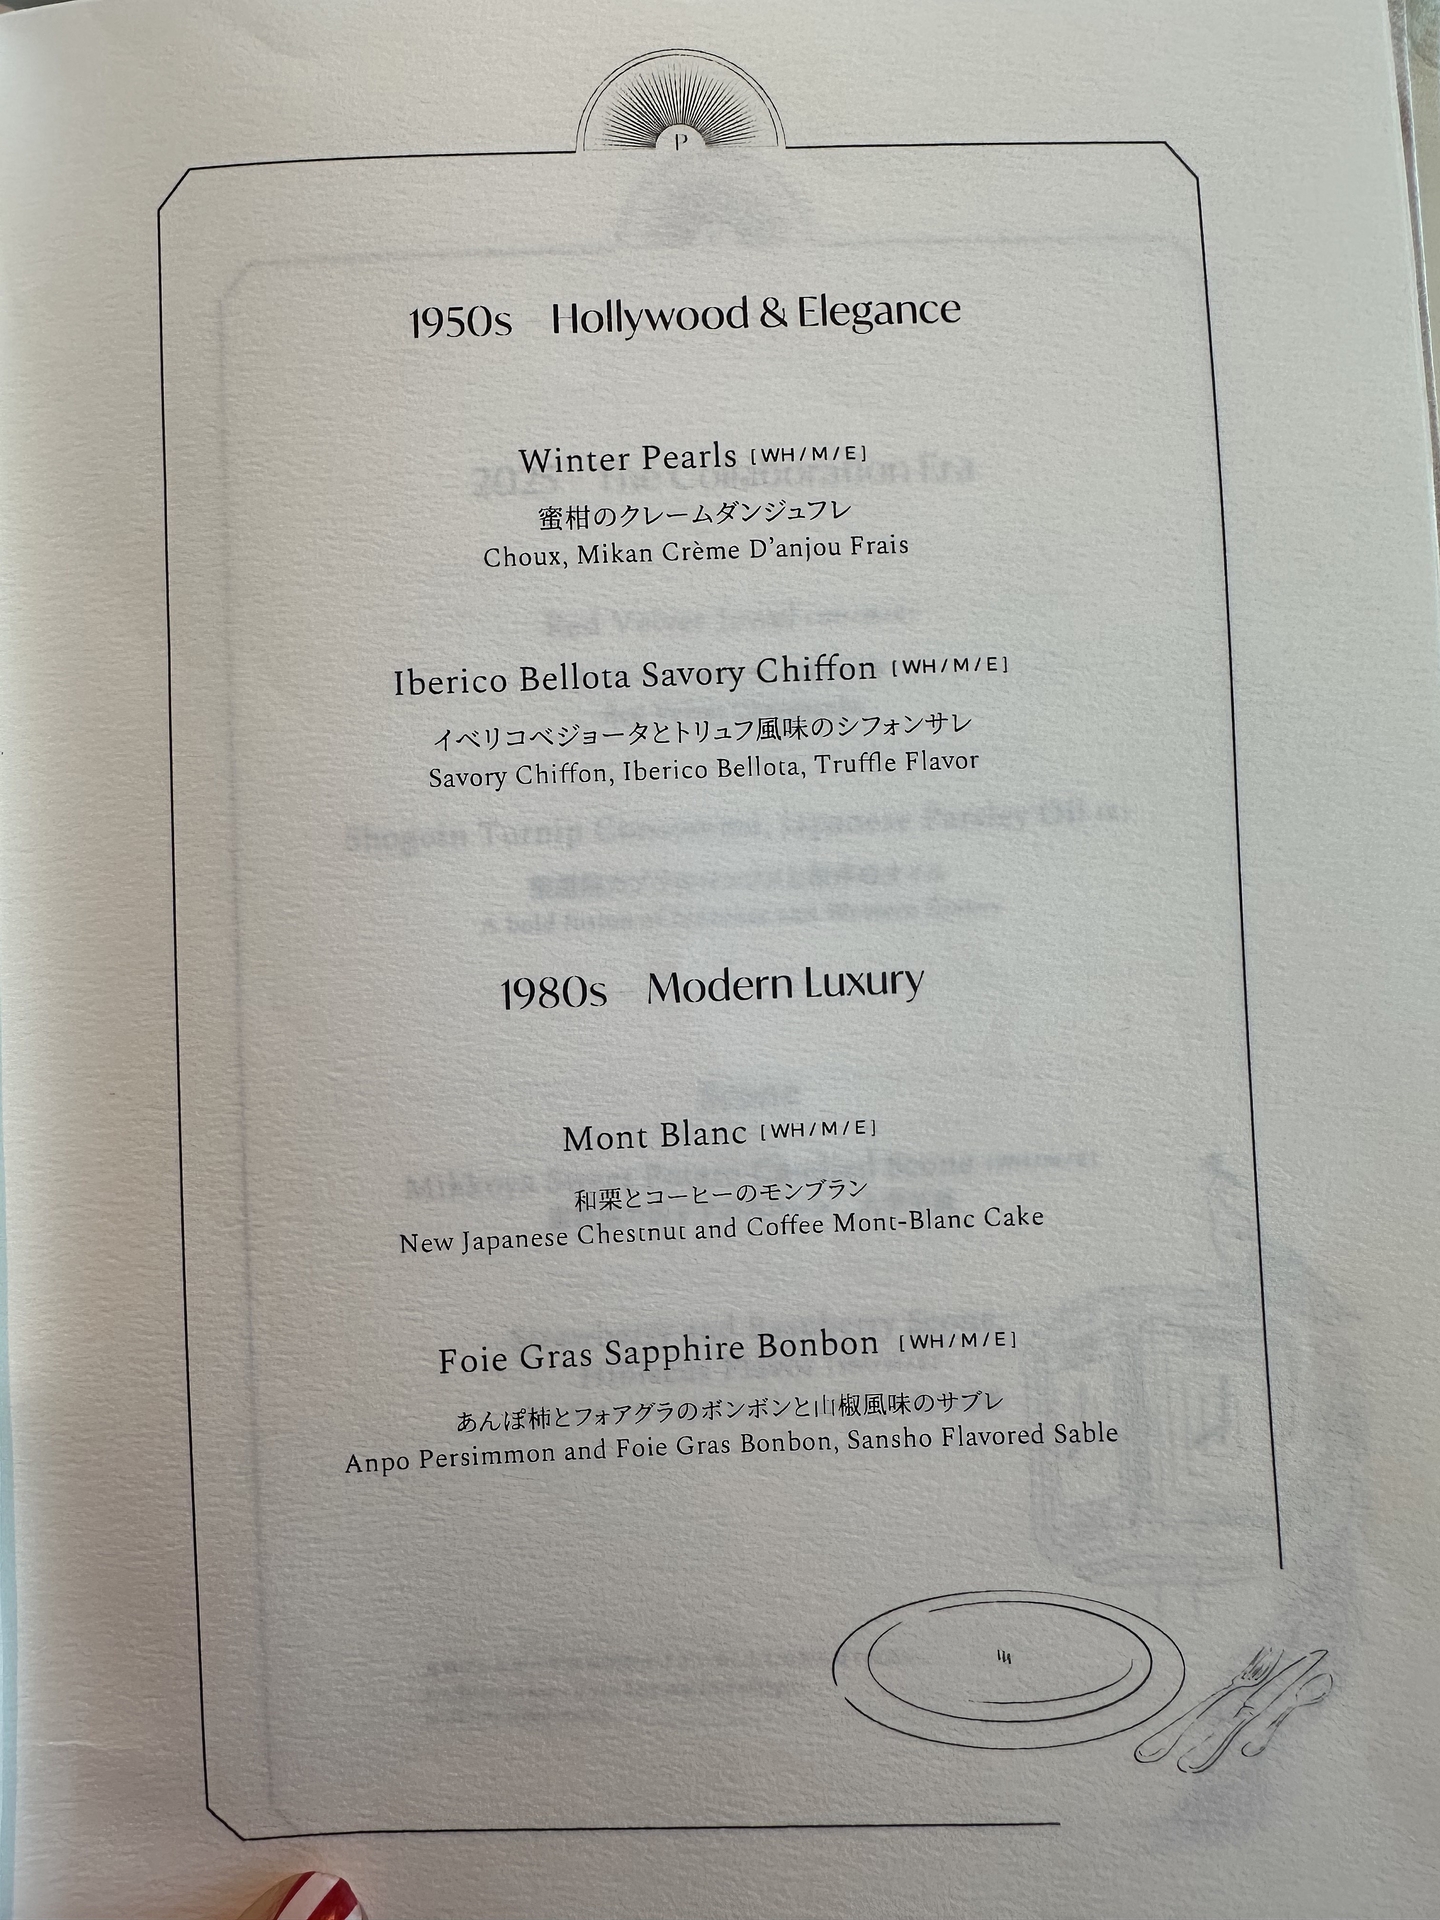 P
1950s Hollywood & Elegance
Winter Pearls [WH/M/E]
蜜柑のクレームダンジュフレ
Choux, Mikan Crème D’anjou Frais
Iberico Bellota Savory Chiffon [WH/M/E]
イベリコベジョータとトリュフ風味のシフォンサレ
Savory Chiffon, Iberico Bellota, Truffle Flavor
1980s Modern Luxury
Mont Blanc [WH/M/E]
和栗とコーヒーのモンブラン
New Japanese Chestnut and Coffee Mont-Blanc Cake
Foie Gras Sapphire Bonbon [WH/M/E]
あんぽ柿とフォアグラのボンボンと山椒風味のサブレ
Anpo Persimmon and Foie Gras Bonbon, Sansho Flavored Sable